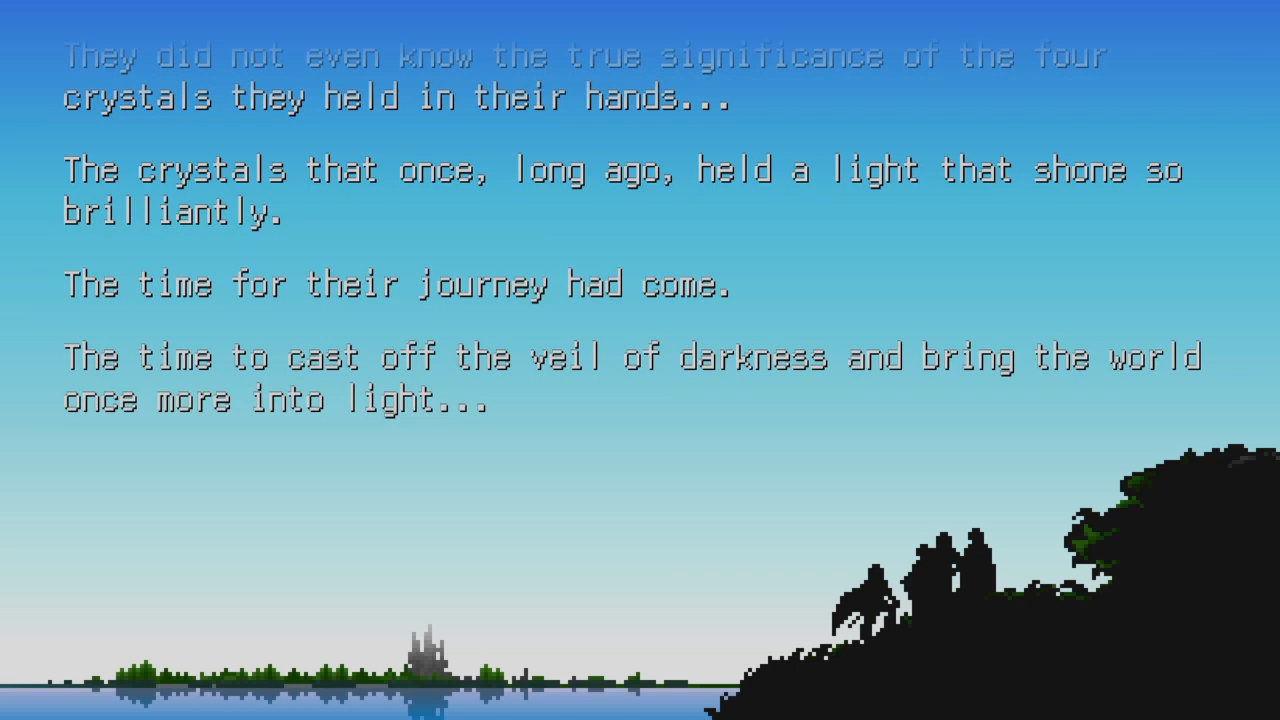 They did not even know the true significance of the four
crystals they held in their hands...
The crystals that once, long ago, held a light that shone so
brilliantly.
The time for their journey had come.
The time to cast off the veil of darkness and bring the world
once more into light...